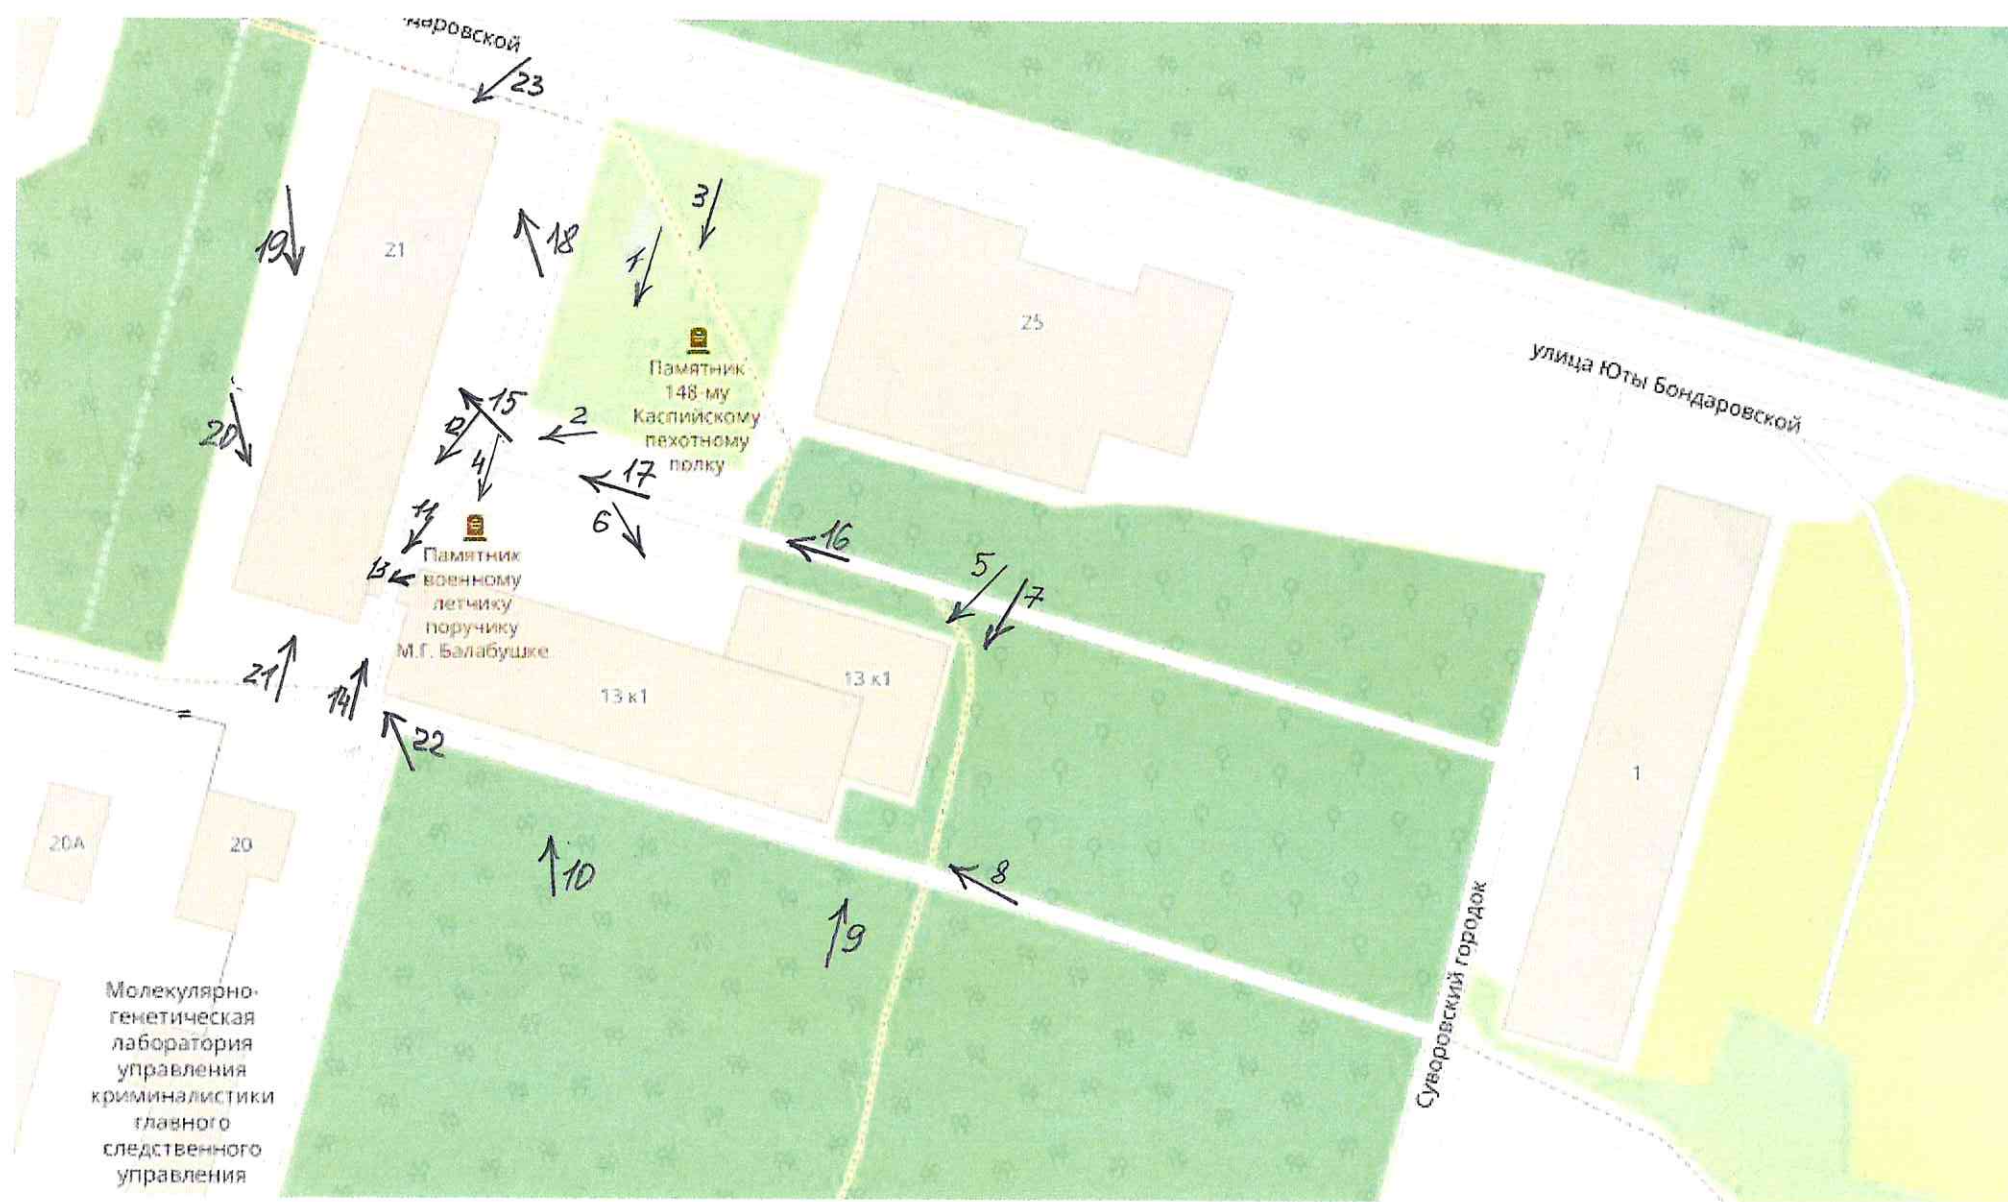 даровской
23
3
18
1
19
21
25
улица Юты Бондаровской
Памятник
148-му
Каспийскому
пехотному
полку
15
12
2
20
4
17
6
11
16
13
Памятник
военному
летчику
поручику
М.Г. Балабушке
5
7
21
14
13 к1
13 к1
22
1
20А
20
10
8
9
Суворовский городок
Молекулярно-
генетическая
лаборатория
управления
криминалистики
главного
следственного
управления